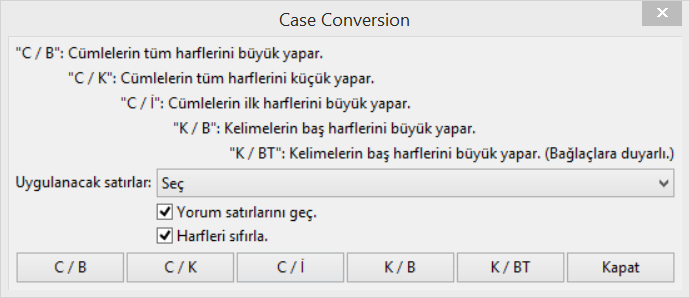 Case Conversion
"C / B": Cümlelerin tüm harflerini büyük yapar.
"C / K": Cümlelerin tüm harflerini küçük yapar.
"C / İ": Cümlelerin ilk harflerini büyük yapar.
"K / B": Kelimelerin baş harflerini büyük yapar.
"K / BT": Kelimelerin baş harflerini büyük yapar. (Bağlaçlara duyarlı.)
Uygulanacak satırlar: Seç
Yorum satırlarını geç.
Harfleri sıfırla.
C / B C / K C / İ K / B K / BT Kapat